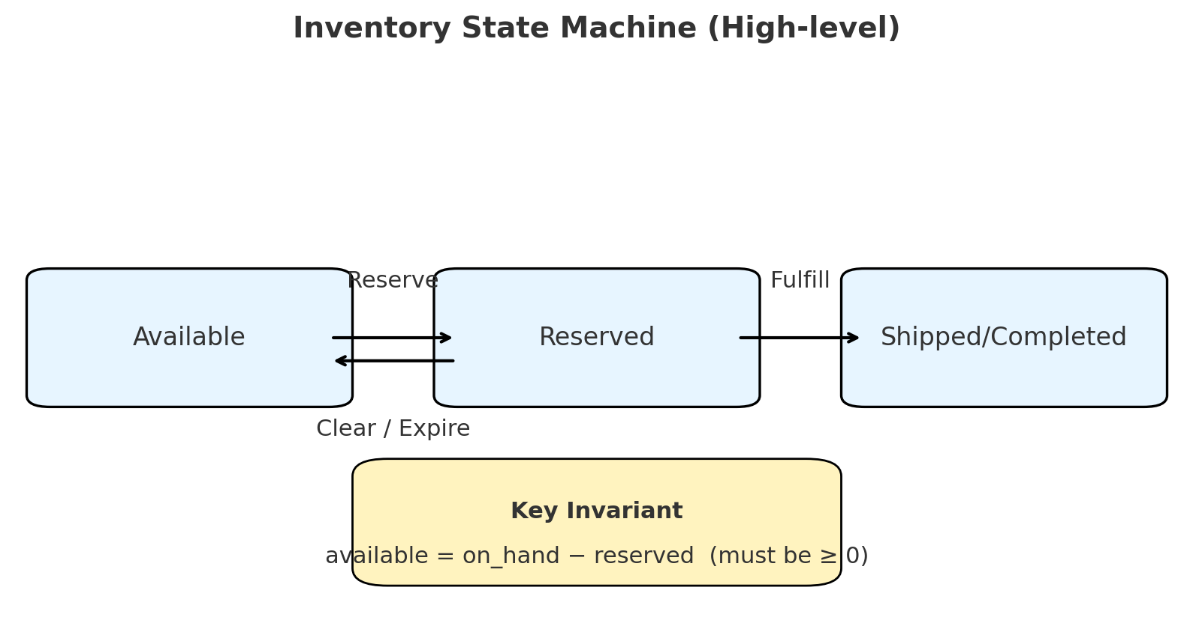 Inventory State Machine (High-level)
Reserve
Fulfill
Available
Reserved
Shipped/Completed
Clear / Expire
Key Invariant
available = on_hand − reserved  (must be ≥ 0)